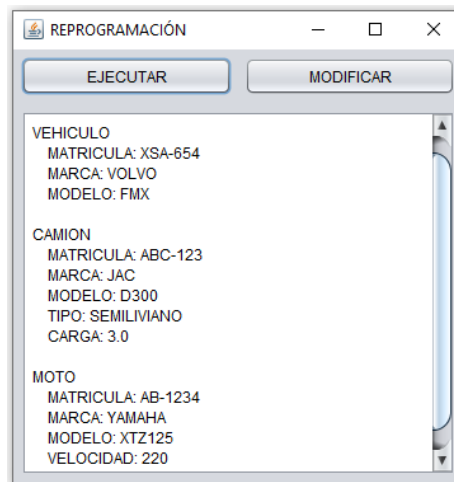 REPROGRAMACIÓN
EJECUTAR MODIFICAR
VEHICULO
MATRICULA: XSA-654
MARCA: VOLVO
MODELO: FMX
CAMION
MATRICULA: ABC-123
MARCA: JAC
MODELO: D300
TIPO: SEMILIVIANO
CARGA: 3.0
MOTO
MATRICULA: AB-1234
MARCA: YAMAHA
MODELO: XTZ125
VELOCIDAD: 220